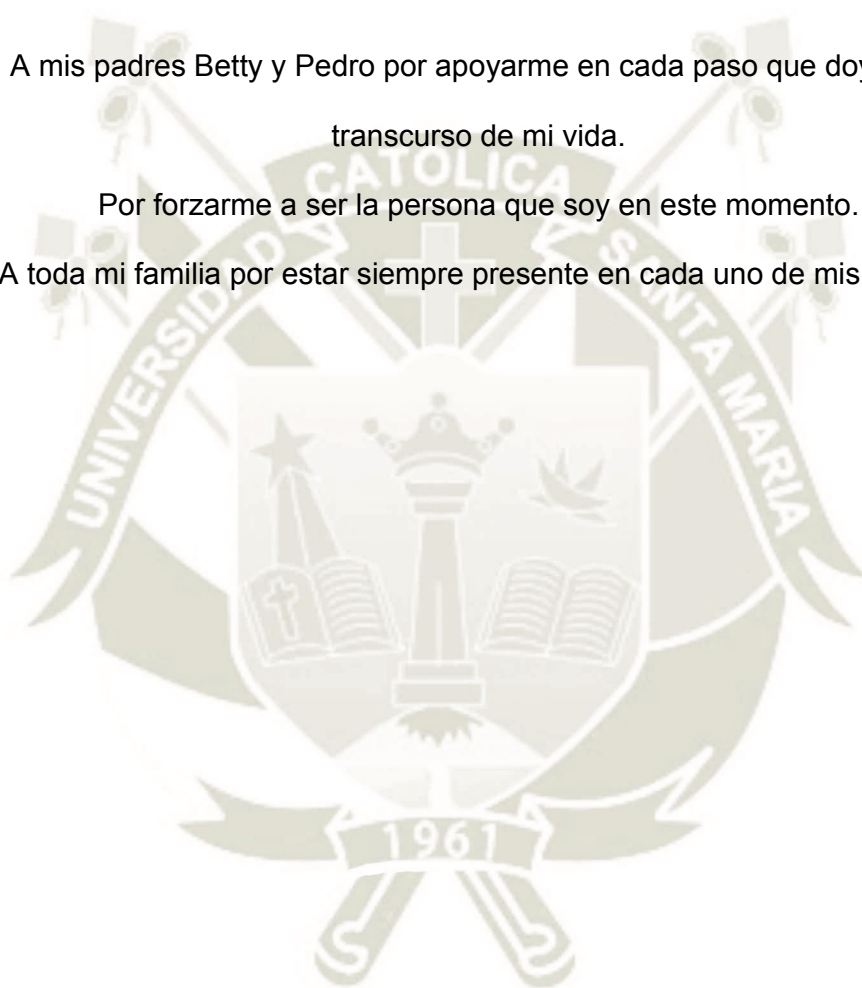 A mis padres Betty y Pedro por apoyarme en cada paso que
transcurso de mi vida.
Por forzarme a ser la persona que soy en este momento.
A toda mi familia por estar siempre presente en cada uno de mis
UNIVERSIDAD CATOLICA SANTA MARIA
1961